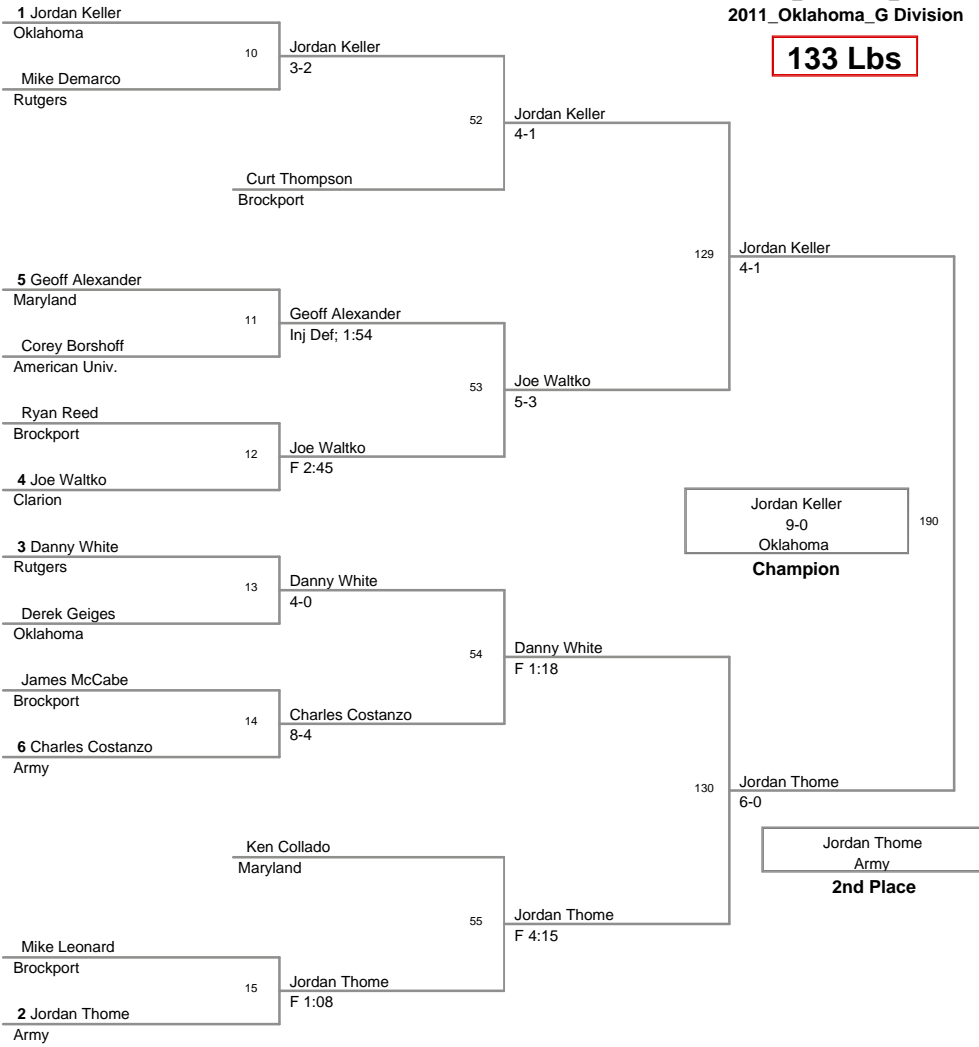 2011_Oklahoma_G Division
133 Lbs
1 Jordan Keller
Oklahoma
10
Jordan Keller
3-2
Mike Demarco
Rutgers
52
Jordan Keller
4-1
Curt Thompson
Brockport
129
Jordan Keller
4-1
5 Geoff Alexander
Maryland
11
Geoff Alexander
Inj Def; 1:54
Corey Borshoff
American Univ.
53
Joe Waltko
5-3
Ryan Reed
Brockport
12
Joe Waltko
F 2:45
4 Joe Waltko
Clarion
Jordan Keller
9-0
Oklahoma
190
Champion
3 Danny White
Rutgers
13
Danny White
4-0
Derek Geiges
Oklahoma
54
Danny White
F 1:18
James McCabe
Brockport
14
Charles Costanzo
8-4
6 Charles Costanzo
Army
130
Jordan Thome
6-0
Jordan Thome
Army
2nd Place
Ken Collado
Maryland
55
Jordan Thome
F 4:15
Mike Leonard
Brockport
15
Jordan Thome
F 1:08
2 Jordan Thome
Army